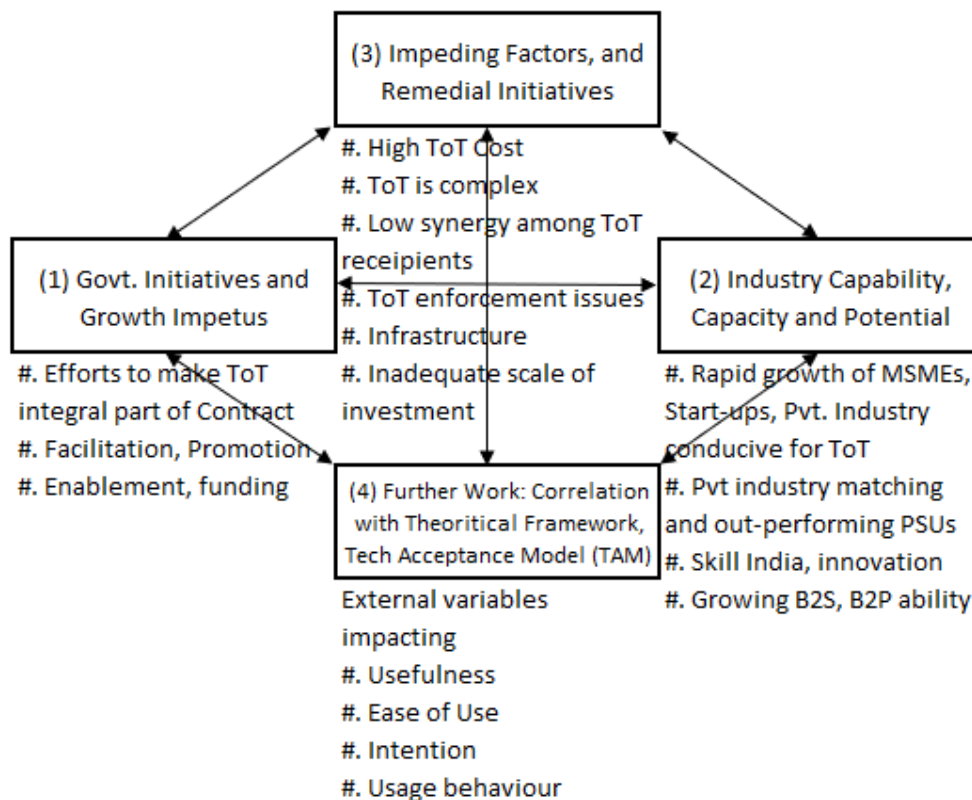 (3) Impeding Factors, and
Remedial Initiatives
#. High ToT Cost
#. ToT is complex
#. Low synergy among ToT
receipients
#. ToT enforcement issues
#. Infrastructure
#. Inadequate scale of
investment
(1) Govt. Initiatives and
Growth Impetus
#. Efforts to make ToT
integral part of Contract
#. Facilitation, Promotion
#. Enablement, funding
(2) Industry Capability,
Capacity and Potential
#. Rapid growth of MSMEs,
Start-ups, Pvt. Industry
conducive for ToT
#. Pvt industry matching
and out-performing PSUs
#. Skill India, innovation
#. Growing B2S, B2P ability
(4) Further Work: Correlation
with Theoritical Framework,
Tech Acceptance Model (TAM)
External variables
impacting
#. Usefulness
#. Ease of Use
#. Intention
#. Usage behaviour